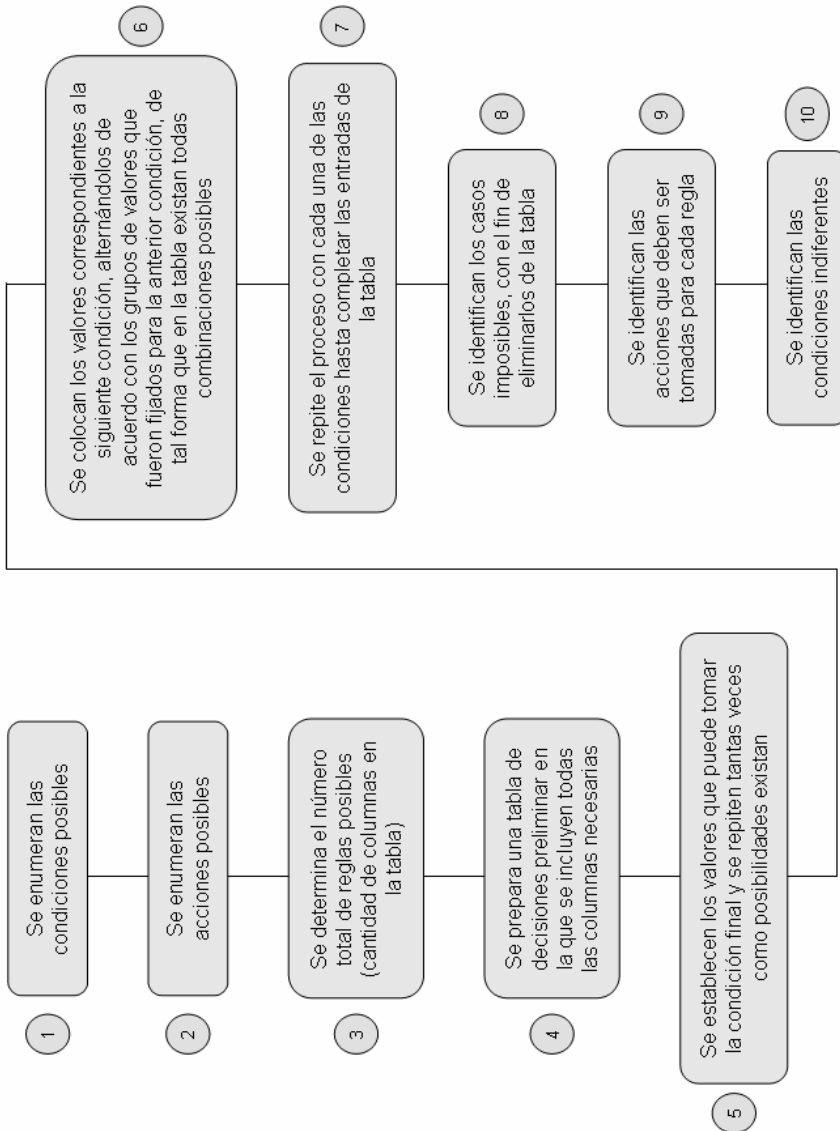 1
Se enumeran las
condiciones posibles
2
Se enumeran las
acciones posibles
3
Se determina el número
total de reglas posibles
(cantidad de columnas en
la tabla)
4
Se prepara una tabla de
decisiones preliminar en
la que se incluyen todas
las columnas necesarias
5
Se establecen los valores que puede tomar
la condición final y se repiten tantas veces
como posibilidades existan
6
Se colocan los valores correspondientes a la
siguiente condición, alternándolos de
acuerdo con los grupos de valores que
fueron fijados para la anterior condición, de
tal forma que en la tabla existan todas
combinaciones posibles
7
Se repite el proceso con cada una de las
condiciones hasta completar las entradas de
la tabla
8
Se identifican los casos
imposibles, con el fin de
eliminarlos de la tabla
9
Se identifican las
acciones que deben ser
tomadas para cada regla
10
Se identifican las
condiciones indiferentes